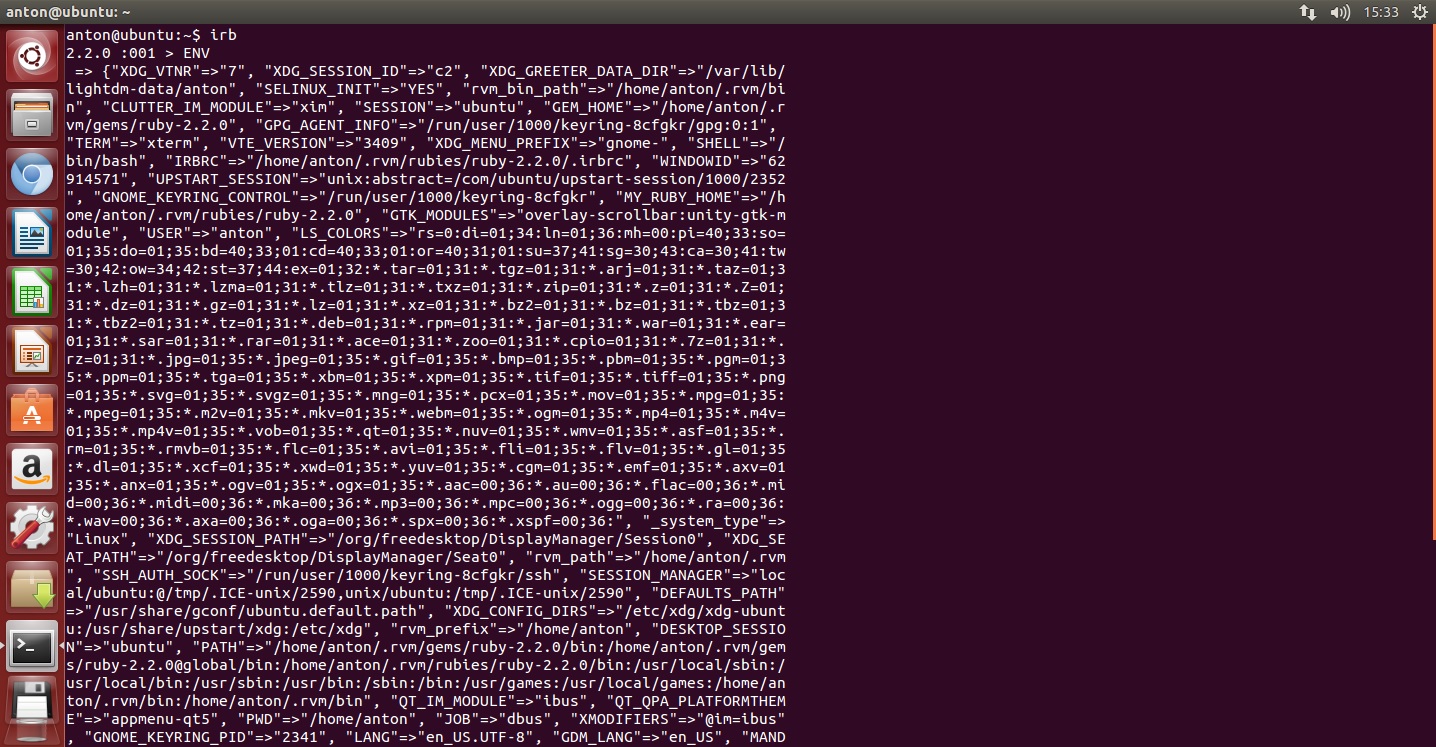 anton@ubuntu: ~
15:33
anton@ubuntu:~$ irb
2.2.0 :001 > ENV
 => {"XDG_VTNR"=>"7", "XDG_SESSION_ID"=>"c2", "XDG_GREETER_DATA_DIR"=>"/var/lib/
lightdm-data/anton", "SELINUX_INIT"=>"YES", "rvm_bin_path"=>"/home/anton/.rvm/bi
n", "CLUTTER_IM_MODULE"=>"xim", "SESSION"=>"ubuntu", "GEM_HOME"=>"/home/anton/.r
vm/gems/ruby-2.2.0", "GPG_AGENT_INFO"=>"/run/user/1000/keyring-8cfgkr/gpg:0:1",
"TERM"=>"xterm", "VTE_VERSION"=>"3409", "XDG_MENU_PREFIX"=>"gnome-", "SHELL"=>"/
bin/bash", "IRBRC"=>"/home/anton/.rvm/rubies/ruby-2.2.0/.irbrc", "WINDOWID"=>"62
914571", "UPSTART_SESSION"=>"unix:abstract=/com/ubuntu/upstart-session/1000/2352
", "GNOME_KEYRING_CONTROL"=>"/run/user/1000/keyring-8cfgkr", "MY_RUBY_HOME"=>"/h
ome/anton/.rvm/rubies/ruby-2.2.0", "GTK_MODULES"=>"overlay-scrollbar:unity-gtk-m
odule", "USER"=>"anton", "LS_COLORS"=>"rs=0:di=01;34:ln=01;36:mh=00:pi=40;33:so=
01;35:do=01;35:bd=40;33;01:cd=40;33;01:or=40;31;01:su=37;41:sg=30;43:ca=30;41:tw
=30;42:ow=34;42:st=37;44:ex=01;32:*.tar=01;31:*.tgz=01;31:*.arj=01;31:*.taz=01;3
1:*.lzh=01;31:*.lzma=01;31:*.tlz=01;31:*.txz=01;31:*.zip=01;31:*.z=01;31:*.Z=01;
31:*.dz=01;31:*.gz=01;31:*.lz=01;31:*.xz=01;31:*.bz2=01;31:*.bz=01;31:*.tbz=01;3
1:*.tbz2=01;31:*.tz=01;31:*.deb=01;31:*.rpm=01;31:*.jar=01;31:*.war=01;31:*.ear=
01;31:*.sar=01;31:*.rar=01;31:*.ace=01;31:*.zoo=01;31:*.cpio=01;31:*.7z=01;31:*.
rz=01;31:*.jpg=01;35:*.jpeg=01;35:*.gif=01;35:*.bmp=01;35:*.pbm=01;35:*.pgm=01;3
5:*.ppm=01;35:*.tga=01;35:*.xbm=01;35:*.xpm=01;35:*.tif=01;35:*.tiff=01;35:*.png
=01;35:*.svg=01;35:*.svgz=01;35:*.mng=01;35:*.pcx=01;35:*.mov=01;35:*.mpg=01;35:
*.mpeg=01;35:*.m2v=01;35:*.mkv=01;35:*.webm=01;35:*.ogm=01;35:*.mp4=01;35:*.m4v=
01;35:*.mp4v=01;35:*.vob=01;35:*.qt=01;35:*.nuv=01;35:*.wmv=01;35:*.asf=01;35:*.
rm=01;35:*.rmvb=01;35:*.flc=01;35:*.avi=01;35:*.fli=01;35:*.flv=01;35:*.gl=01;35
:*.dl=01;35:*.xcf=01;35:*.xwd=01;35:*.yuv=01;35:*.cgm=01;35:*.emf=01;35:*.axv=01
;35:*.anx=01;35:*.ogv=01;35:*.ogx=01;35:*.aac=00;36:*.au=00;36:*.flac=00;36:*.mi
d=00;36:*.midi=00;36:*.mka=00;36:*.mp3=00;36:*.mpc=00;36:*.ogg=00;36:*.ra=00;36:
*.wav=00;36:*.axa=00;36:*.oga=00;36:*.spx=00;36:*.xspf=00;36:", "_system_type"=>
"Linux", "XDG_SESSION_PATH"=>"/org/freedesktop/DisplayManager/Session0", "XDG_SE
AT_PATH"=>"/org/freedesktop/DisplayManager/Seat0", "rvm_path"=>"/home/anton/.rvm
", "SSH_AUTH_SOCK"=>"/run/user/1000/keyring-8cfgkr/ssh", "SESSION_MANAGER"=>"loc
al/ubuntu:@/tmp/.ICE-unix/2590,unix/ubuntu:/tmp/.ICE-unix/2590", "DEFAULTS_PATH"
=>"/usr/share/gconf/ubuntu.default.path", "XDG_CONFIG_DIRS"=>"/etc/xdg/xdg-ubunt
u:/usr/share/upstart/xdg:/etc/xdg", "rvm_prefix"=>"/home/anton", "DESKTOP_SESSIO
N"=>"ubuntu", "PATH"=>"/home/anton/.rvm/gems/ruby-2.2.0/bin:/home/anton/.rvm/gem
s/ruby-2.2.0@global/bin:/home/anton/.rvm/rubies/ruby-2.2.0/bin:/usr/local/sbin:/
usr/local/bin:/usr/sbin:/usr/bin:/sbin:/bin:/usr/games:/usr/local/games:/home/an
ton/.rvm/bin:/home/anton/.rvm/bin", "QT_IM_MODULE"=>"ibus", "QT_QPA_PLATFORMTHEM
E"=>"appmenu-qt5", "PWD"=>"/home/anton", "JOB"=>"dbus", "XMODIFIERS"=>"@im=ibus"
, "GNOME_KEYRING_PID"=>"2341", "LANG"=>"en_US.UTF-8", "GDM_LANG"=>"en_US", "MAND